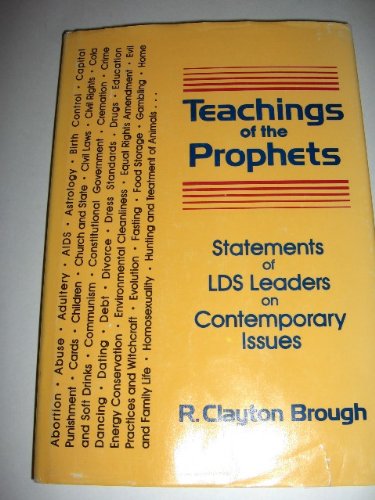 Abortion • Abuse • Adultery • AIDS • Astrology • Birth Control • Capital
Punishment • Cards • Children • Church and State • Civil Laws • Civil Rights • Cola
and Soft Drinks • Communism • Constitutional Government • Cremation • Crime
Dancing • Dating • Debt • Divorce • Dress Standards • Drugs • Education
Energy Conservation • Environmental Cleanliness • Equal Rights Amendment • Evil
Practices and Witchcraft • Evolution • Fasting • Food Storage • Gambling • Home
and Family Life • Homosexuality • Hunting and Treatment of Animals . . .
Teachings
of the
Prophets
Statements
of
LDS Leaders
on
Contemporary
Issues
R. Clayton Brough